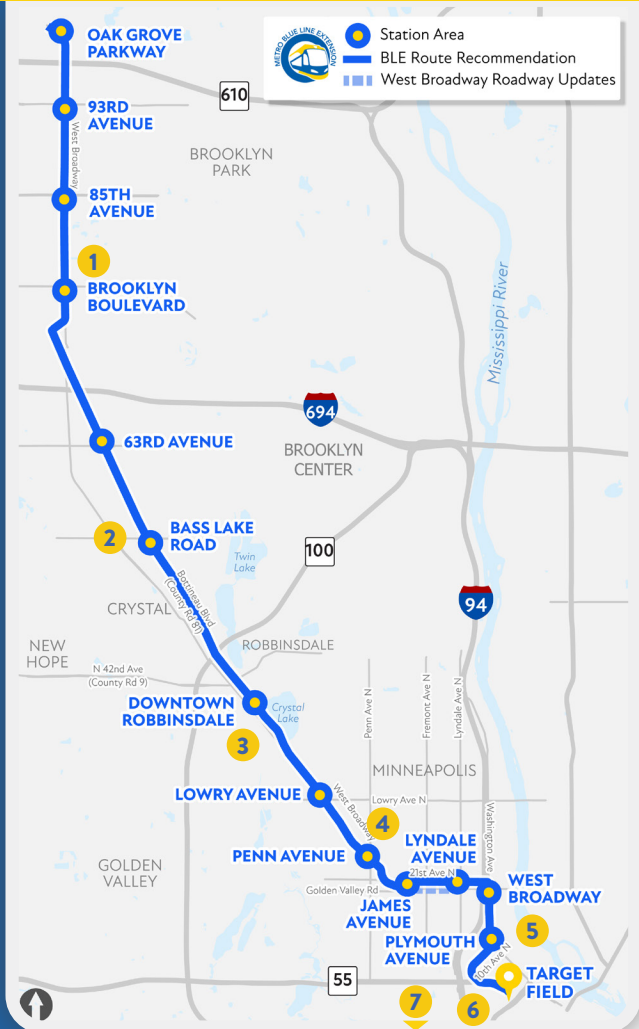 METRO BLUE LINE EXTENSION
Station Area
BLE Route Recommendation
West Broadway Roadway Updates
OAK GROVE
PARKWAY
610
93RD
AVENUE
West Broadway
BROOKLYN
PARK
85TH
AVENUE
1
BROOKLYN
BOULEVARD
Mississippi River
694
63RD AVENUE
BROOKLYN
CENTER
2
BASS LAKE
ROAD
100
Twin
Lake
94
Bottineau Blvd
(County Rd 81)
CRYSTAL
NEW
HOPE
ROBBINSDALE
N 42nd Ave
(County Rd 9)
Penn Ave N
Fremont Ave N
Lyndale Ave N
DOWNTOWN
ROBBINSDALE
Crystal
Lake
3
MINNEAPOLIS
LOWRY AVENUE
West Broadway
Lowry Ave N
Washington Ave
4
LYNDALE
AVENUE
PENN AVENUE
GOLDEN
VALLEY
21st Ave N
Golden Valley Rd
WEST
BROADWAY
JAMES
AVENUE
5
PLYMOUTH
AVENUE
10th Ave N
TARGET
FIELD
55
7
6